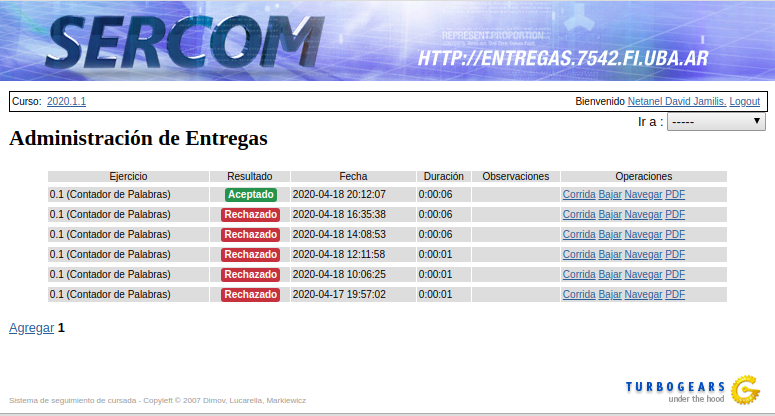 SERCOM
REPRESENT.PROPORTION
HTTP://ENTREGAS.7542.FI.UBA.AR
Curso: 2020.1.1
Bienvenido Netanel David Jamilis. Logout
Ir a : -----
Administración de Entregas
Ejercicio Resultado Fecha Duración Observaciones Operaciones
0.1 (Contador de Palabras) Aceptado 2020-04-18 20:12:07 0:00:06 Corrida Bajar Navegar PDF
0.1 (Contador de Palabras) Rechazado 2020-04-18 16:35:38 0:00:06 Corrida Bajar Navegar PDF
0.1 (Contador de Palabras) Rechazado 2020-04-18 14:08:53 0:00:06 Corrida Bajar Navegar PDF
0.1 (Contador de Palabras) Rechazado 2020-04-18 12:11:58 0:00:01 Corrida Bajar Navegar PDF
0.1 (Contador de Palabras) Rechazado 2020-04-18 10:06:25 0:00:01 Corrida Bajar Navegar PDF
0.1 (Contador de Palabras) Rechazado 2020-04-17 19:57:02 0:00:01 Corrida Bajar Navegar PDF
Agregar 1
TURBOGEARS
under the hood
Sistema de seguimiento de cursada - Copyleft © 2007 Dimov, Lucarella, Markiewicz